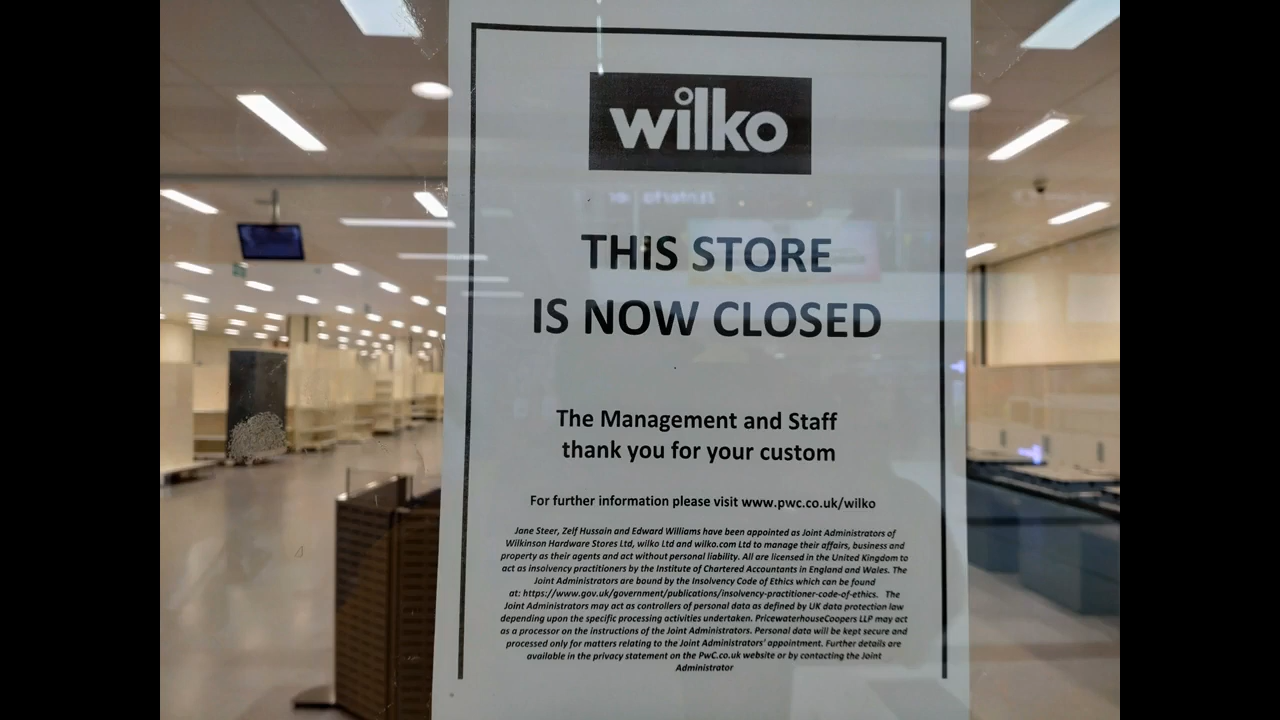 wilko
THIS STORE
IS NOW CLOSED
The Management and Staff
thank you for your custom
For further information please visit www.pwc.co.uk/wilko
Jane Steer, Zelf Hussain and Edward Williams have been appointed as Joint Administrators of
Wilkinson Hardware Stores Ltd, wilko Ltd and wilko.com Ltd to manage their affairs, business and
property as their agents and act without personal liability. All are licensed in the United Kingdom to
act as insolvency practitioners by the Institute of Chartered Accountants in England and Wales. The
Joint Administrators are bound by the Insolvency Code of Ethics which can be found
at: https://www.gov.uk/government/publications/insolvency-practitioner-code-of-ethics. The
Joint Administrators may act as controllers of personal data as defined by UK data protection law
depending upon the specific processing activities undertaken. PricewaterhouseCoopers LLP may act
as a processor on the instructions of the Joint Administrators. Personal data will be kept secure and
processed only for matters relating to the Joint Administrators' appointment. Further details are
available in the privacy statement on the PwC.co.uk website or by contacting the Joint
Administrator